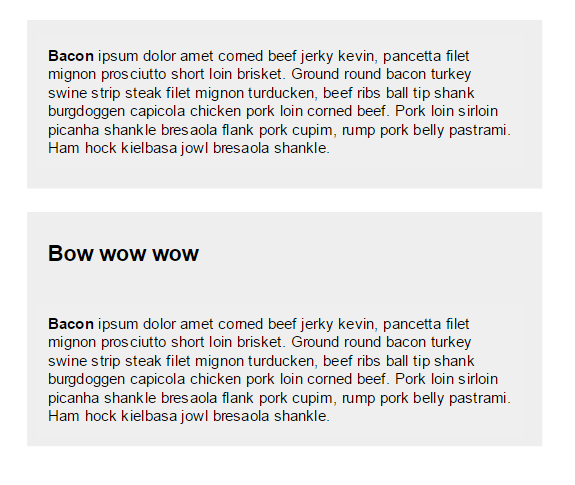 Bacon ipsum dolor amet corned beef jerky kevin, pancetta filet
mignon prosciutto short loin brisket. Ground round bacon turkey
swine strip steak filet mignon turducken, beef ribs ball tip shank
burgdoggen capicola chicken pork loin corned beef. Pork loin sirloin
picanha shankle bresaola flank pork cupim, rump pork belly pastrami.
Ham hock kielbasa jowl bresaola shankle.
Bow wow wow
Bacon ipsum dolor amet corned beef jerky kevin, pancetta filet
mignon prosciutto short loin brisket. Ground round bacon turkey
swine strip steak filet mignon turducken, beef ribs ball tip shank
burgdoggen capicola chicken pork loin corned beef. Pork loin sirloin
picanha shankle bresaola flank pork cupim, rump pork belly pastrami.
Ham hock kielbasa jowl bresaola shankle.